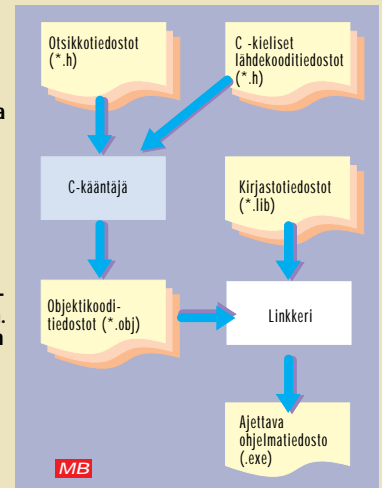 Otsikkotiedostot
(*.h)
C -kieliset
lähdekooditiedostot
(*.h)
a
C-kääntäjä
Kirjastotiedostot
(*.lib)
-
.
Objektikoodi-
tiedostot (*.obj)
Linkkeri
Ajettava
ohjelmatiedosto
(.exe)
MB